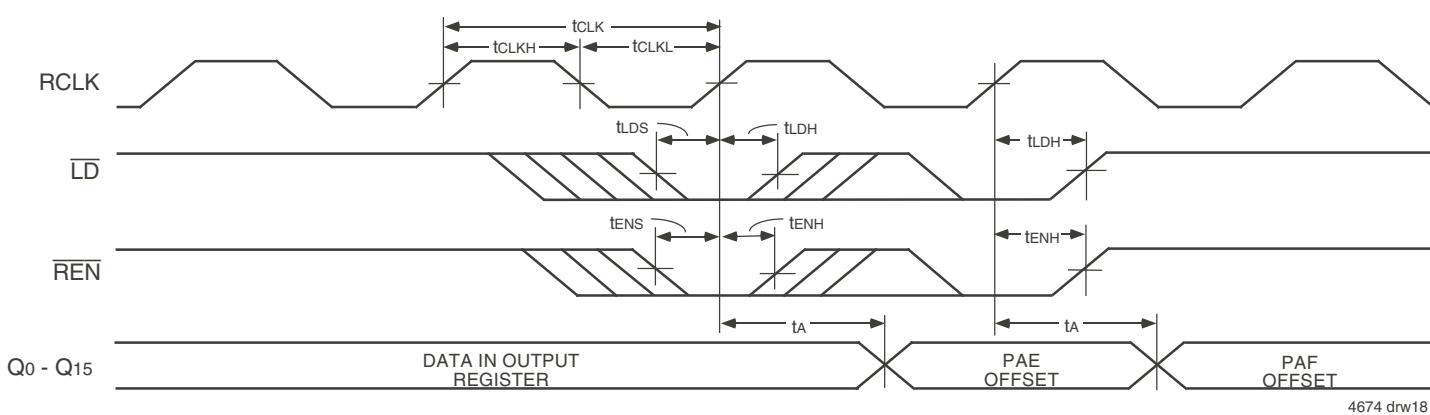 tCLK
tCLKH
tCLKL
RCLK
tLDS
tLDH
tLDH
LD
tENS
tENH
tENH
REN
tA
tA
Q0 - Q15
DATA IN OUTPUT
REGISTER
PAE
OFFSET
PAF
OFFSET
4674 drw18